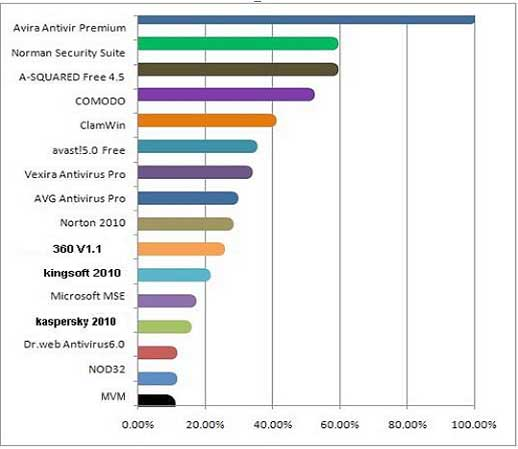 Avira Antivir Premium
Norman Security Suite
A-SQUARED Free 4.5
COMODO
ClamWin
avast!5.0 Free
Vexira Antivirus Pro
AVG Antivirus Pro
Norton 2010
360 V1.1
kingsoft 2010
Microsoft MSE
kaspersky 2010
Dr.web Antivirus6.0
NOD32
MVM
0.00% 20.00% 40.00% 60.00% 80.00% 100.00%